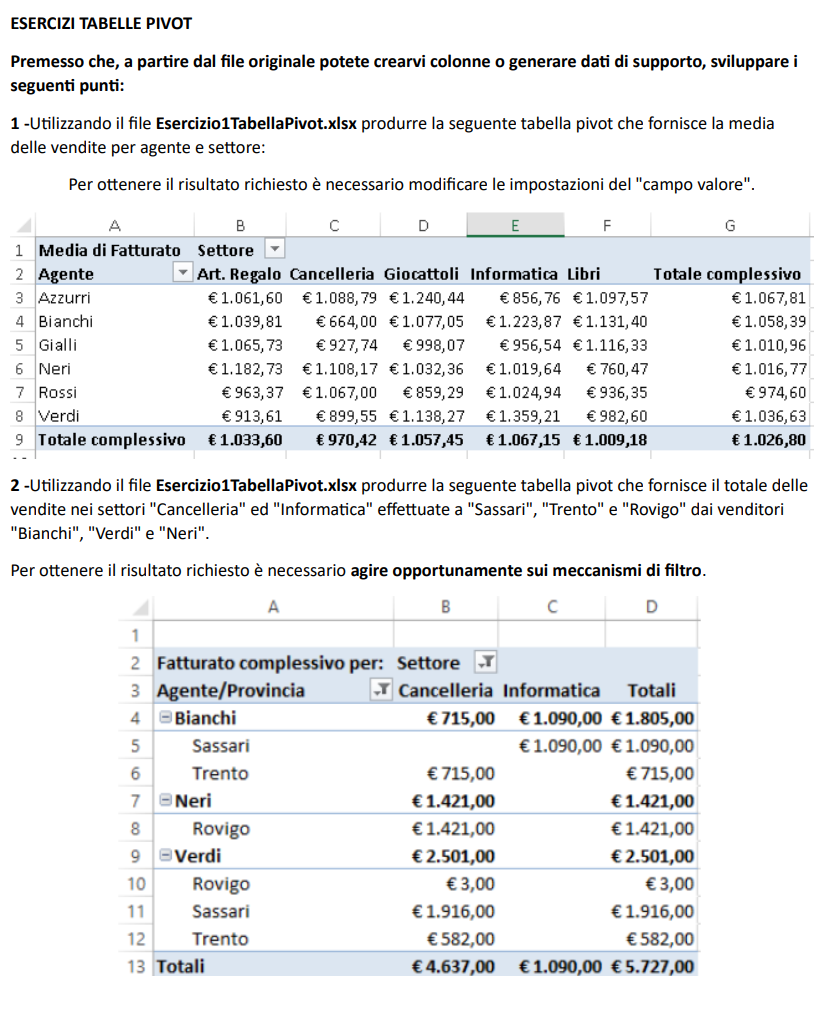 ESERCIZI TABELLE PIVOT
Premesso che, a partire dal file originale potete crearvi colonne o generare dati di supporto, sviluppare i
seguenti punti:
1 -Utilizzando il file Esercizio1TabellaPivot.xlsx produrre la seguente tabella pivot che fornisce la media
delle vendite per agente e settore:
Per ottenere il risultato richiesto è necessario modificare le impostazioni del "campo valore".
A B C D E F G
1 Media di Fatturato Settore
2 Agente Art. Regalo Cancelleria Giocattoli Informatica Libri Totale complessivo
3 Azzurri € 1.061,60 € 1.088,79 € 1.240,44 € 856,76 € 1.097,57 € 1.067,81
4 Bianchi € 1.039,81 € 664,00 € 1.077,05 € 1.223,87 € 1.131,40 € 1.058,39
5 Gialli € 1.065,73 € 927,74 € 998,07 € 956,54 € 1.116,33 € 1.010,96
6 Neri € 1.182,73 € 1.108,17 € 1.032,36 € 1.019,64 € 760,47 € 1.016,77
7 Rossi € 963,37 € 1.067,00 € 859,29 € 1.024,94 € 936,35 € 974,60
8 Verdi € 913,61 € 899,55 € 1.138,27 € 1.359,21 € 982,60 € 1.036,63
9 Totale complessivo € 1.033,60 € 970,42 € 1.057,45 € 1.067,15 € 1.009,18 € 1.026,80
2 -Utilizzando il file Esercizio1TabellaPivot.xlsx produrre la seguente tabella pivot che fornisce il totale delle
vendite nei settori "Cancelleria" ed "Informatica" effettuate a "Sassari", "Trento" e "Rovigo" dai venditori
"Bianchi", "Verdi" e "Neri".
Per ottenere il risultato richiesto è necessario agire opportunamente sui meccanismi di filtro.
A B C D
1
2 Fatturato complessivo per: Settore
3 Agente/Provincia Cancelleria Informatica Totali
4 Bianchi € 715,00 € 1.090,00 € 1.805,00
5 Sassari € 1.090,00 € 1.090,00
6 Trento € 715,00 € 715,00
7 Neri € 1.421,00 € 1.421,00
8 Rovigo € 1.421,00 € 1.421,00
9 Verdi € 2.501,00 € 2.501,00
10 Rovigo € 3,00 € 3,00
11 Sassari € 1.916,00 € 1.916,00
12 Trento € 582,00 € 582,00
13 Totali € 4.637,00 € 1.090,00 € 5.727,00